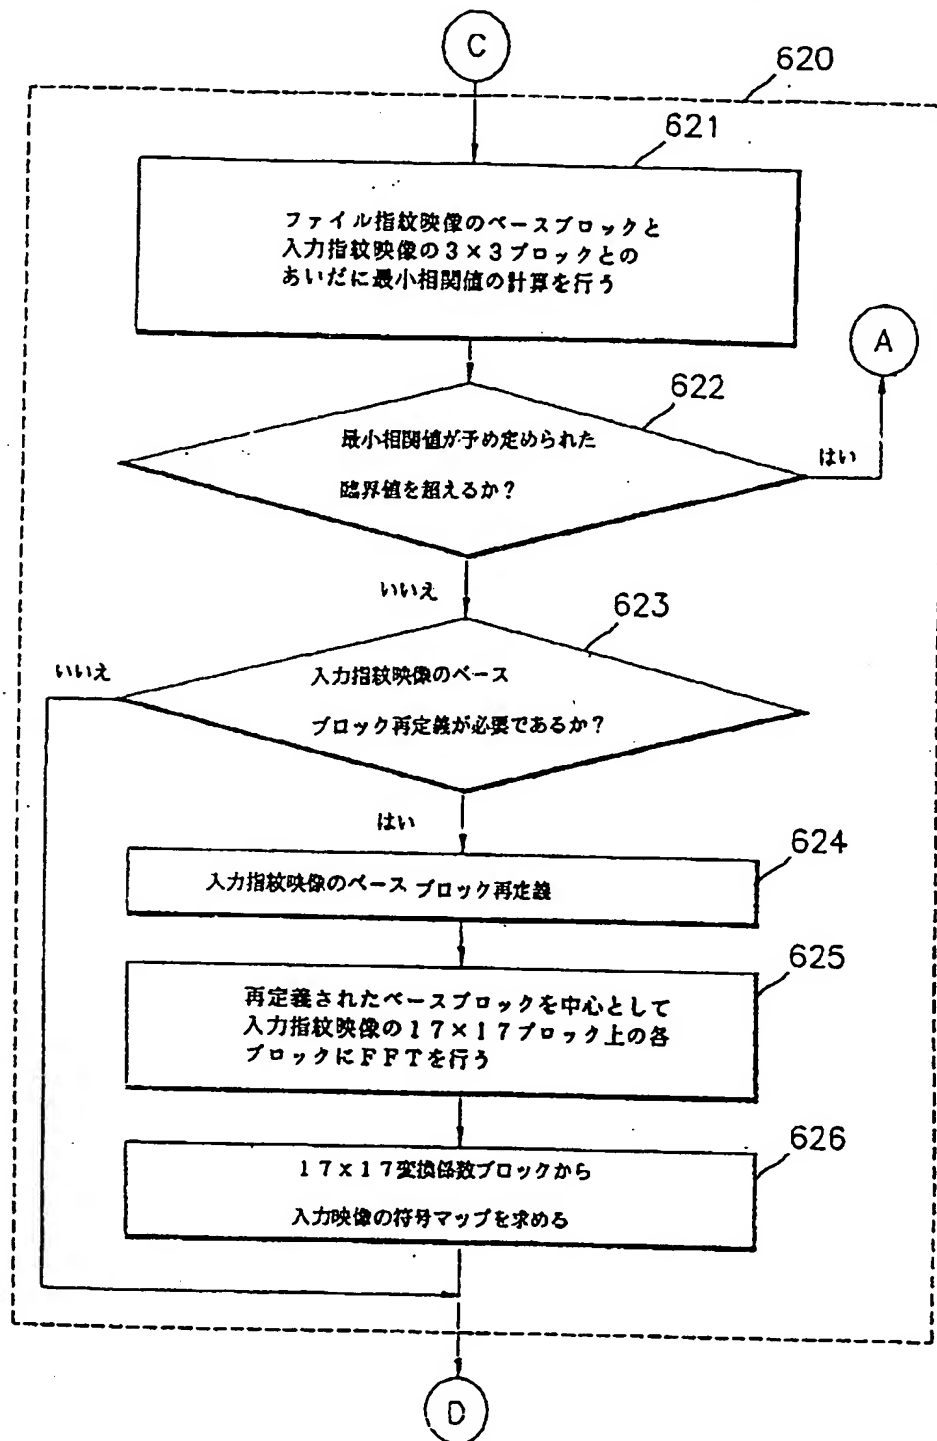 C
620
621
ファイル指紋映像のベースブロックと
入力指紋映像の3×3ブロックとの
あいだに最小相関値の計算を行う
A
622
最小相関値が予め定められた
臨界値を超えるか?
はい
いいえ
623
いいえ
入力指紋映像のベース
ブロック再定義が必要であるか?
はい
624
入力指紋映像のベース ブロック再定義
625
再定義されたベースブロックを中心として
入力指紋映像の17×17ブロック上の各
ブロックにFFTを行う
626
17×17変換係数ブロックから
入力映像の符号マップを求める
D